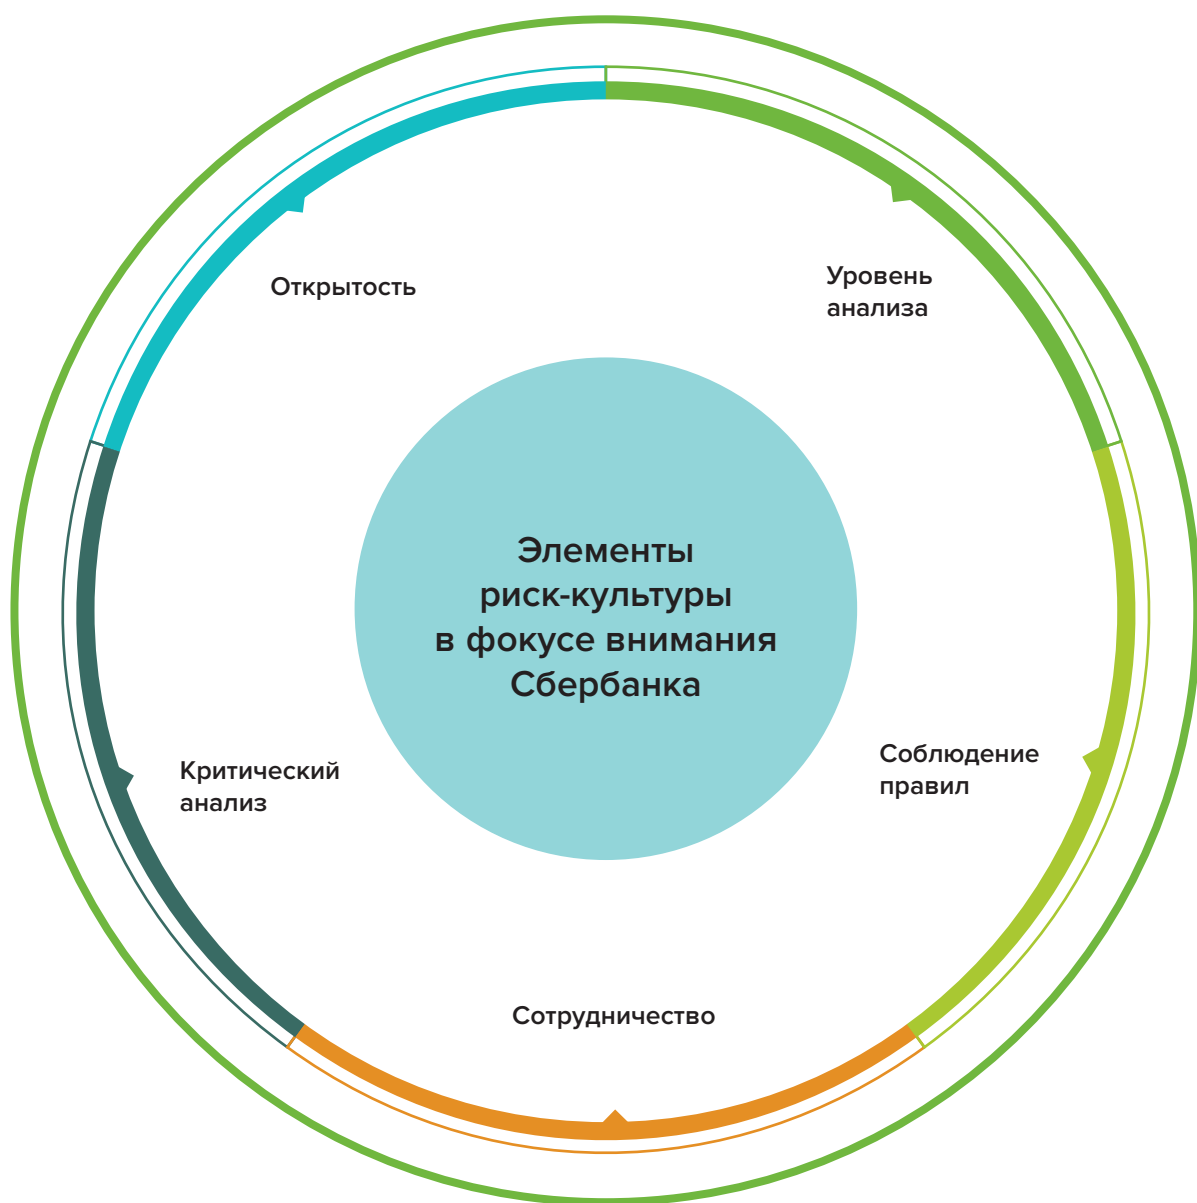 Открытость
Уровень
анализа
Элементы
риск-культуры
в фокусе внимания
Сбербанка
Критический
анализ
Соблюдение
правил
Сотрудничество